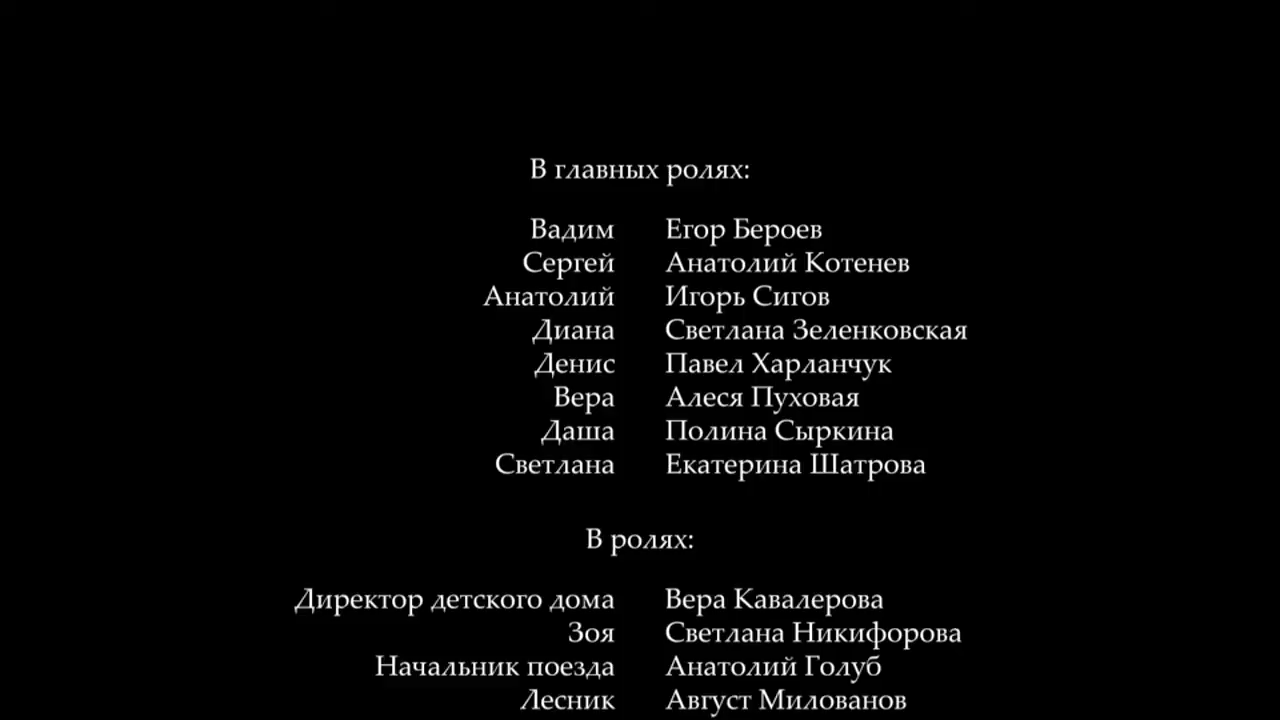 В главных ролях:
Вадим Егор Бероев
Сергей Анатолий Котенев
Анатолий Игорь Сигов
Диана Светлана Зеленковская
Денис Павел Харланчук
Вера Алеся Пуховая
Даша Полина Сыркина
Светлана Екатерина Шатрова
В ролях:
Директор детского дома Вера Кавалерова
Зоя Светлана Никифорова
Начальник поезда Анатолий Голуб
Лесник Август Милованов